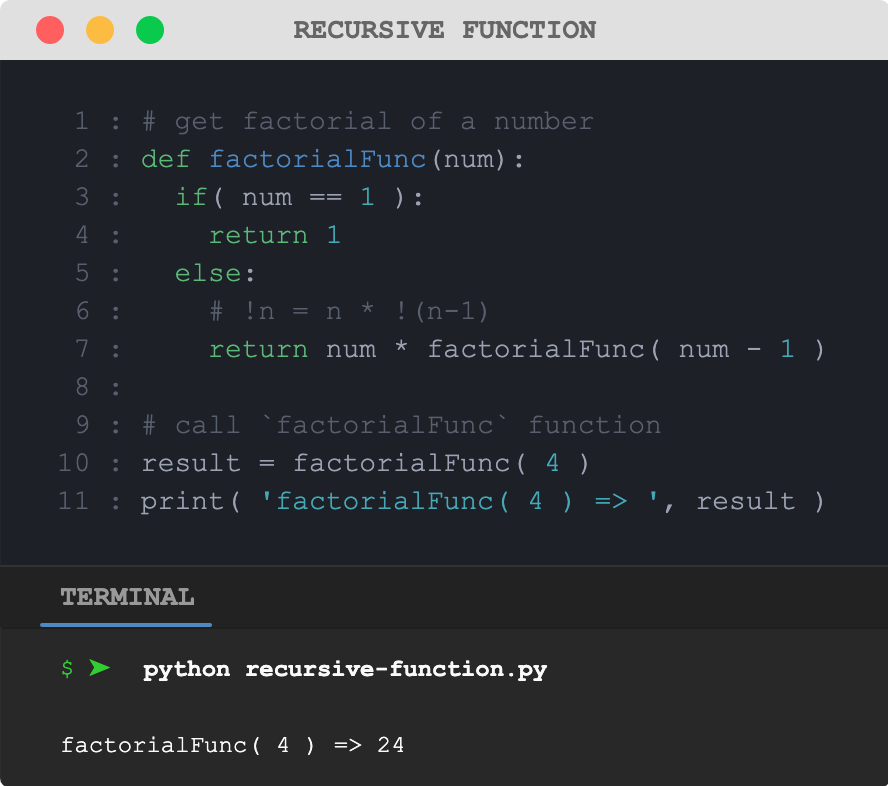 RECURSIVE FUNCTION
1 : # get factorial of a number
2 : def factorialFunc(num):
3 :   if( num == 1 ):
4 :     return 1
5 :   else:
6 :     # !n = n * !(n-1)
7 :     return num * factorialFunc( num - 1 )
8 :
9 : # call `factorialFunc` function
10 : result = factorialFunc( 4 )
11 : print( 'factorialFunc( 4 ) => ', result )
TERMINAL
$ ➤ python recursive-function.py
factorialFunc( 4 ) => 24